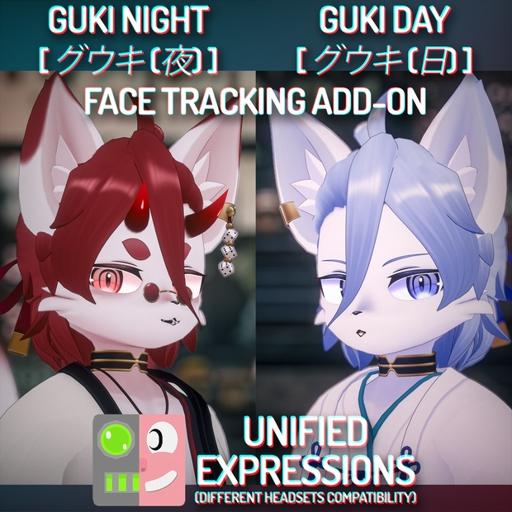 GUKI NIGHT
[グウキ(夜)]
GUKI DAY
[グウキ(日)]
FACE TRACKING ADD-ON
UNIFIED
EXPRESSIONS
(DIFFERENT HEADSETS COMPATIBILITY)